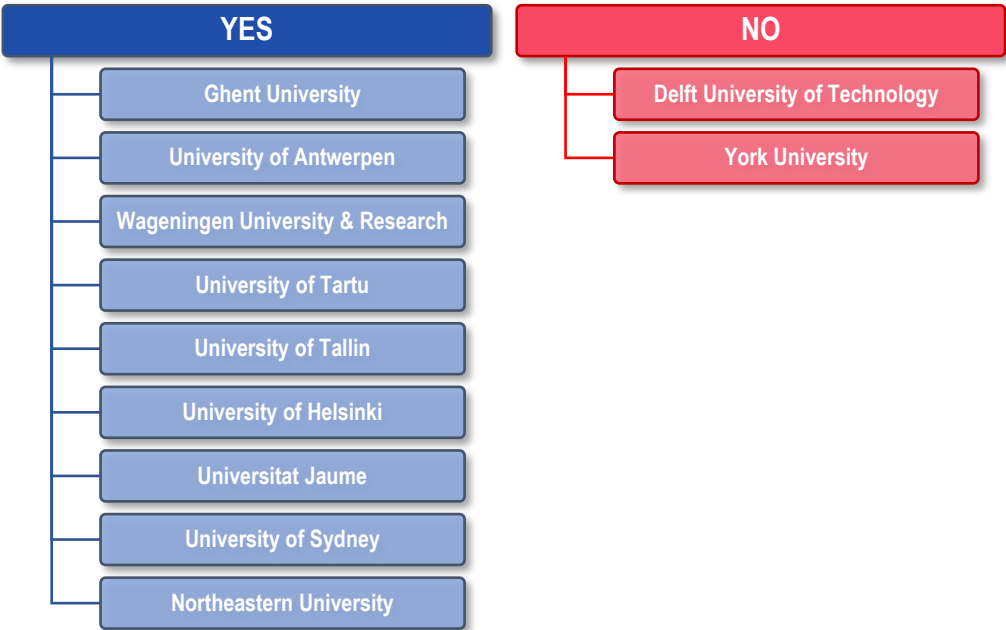 YES
Ghent University
University of Antwerpen
Wageningen University & Research
University of Tartu
University of Tallin
University of Helsinki
Universitat Jaume
University of Sydney
Northeastern University
NO
Delft University of Technology
York University